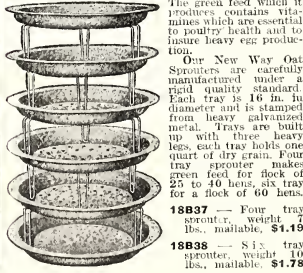 The green feed which it
produces contains vita-
mines which are essential
to poultry health and to
insure heavy egg produc-
tion.
Our New Way Oat
Sprouters are carefully
manufactured under a
rigid quality standard.
Each tray is 16 in. in
diameter and is stamped
from heavy galvanized
metal. Trays are built
up with three heavy
legs, each tray holds one
quart of dry grain. Four
tray sprouter makes
green feed for flock of
25 to 40 hens, six tray
for a flock of 60 hens.
18B37 — Four tray
sprouter, weight 7
lbs., mailable, $1.19
18B38 — Six tray
sprouter, weight 10
lbs., mailable, $1.78